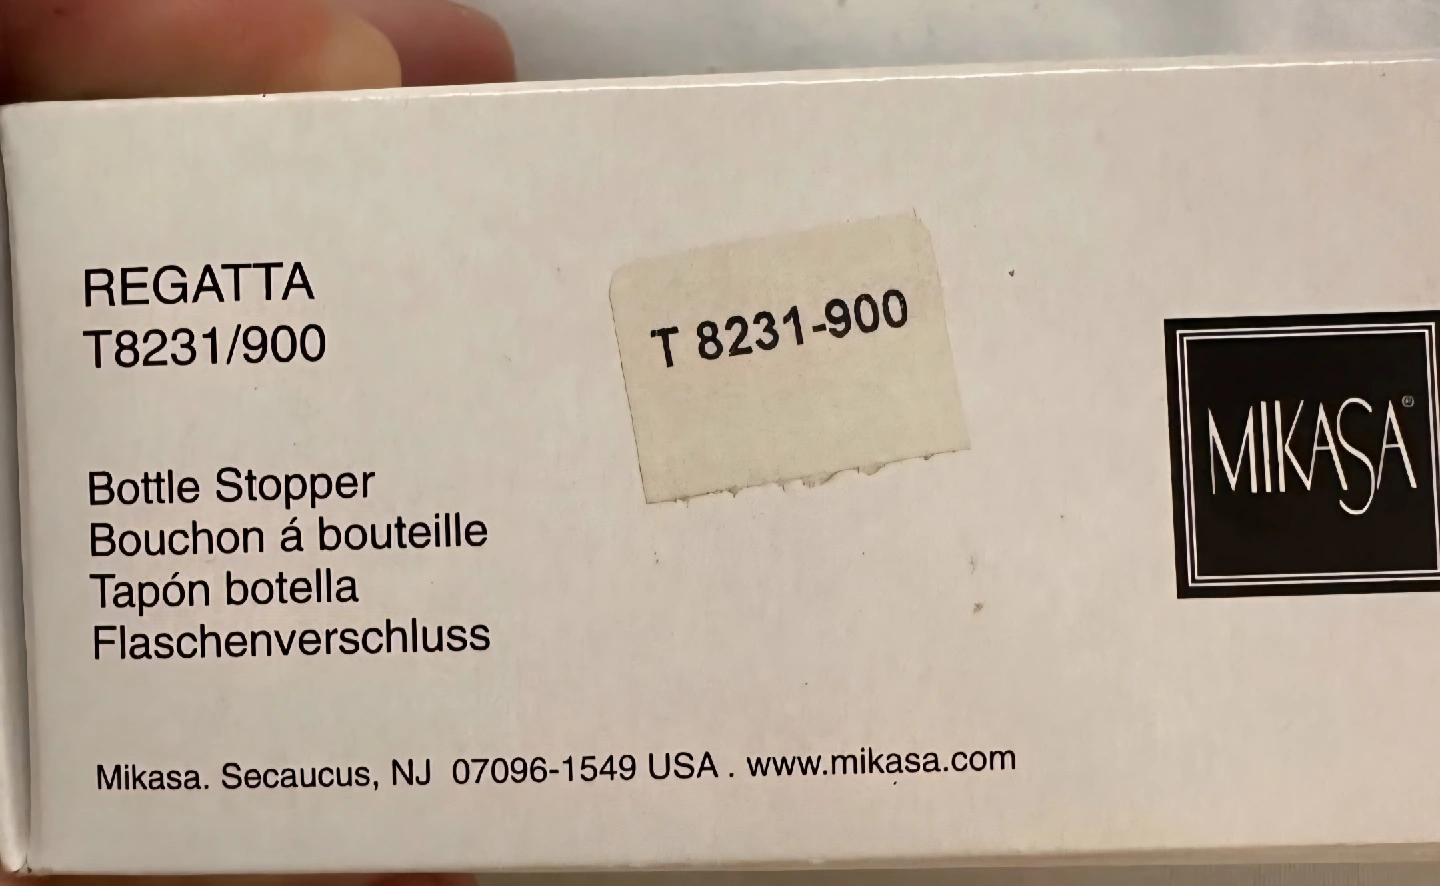 REGATTA
T8231/900
T 8231-900
Bottle Stopper
Bouchon á bouteille
Tapón botella
Flaschenverschluss
MIKASA®
Mikasa. Secaucus, NJ 07096-1549 USA . www.mikasa.com